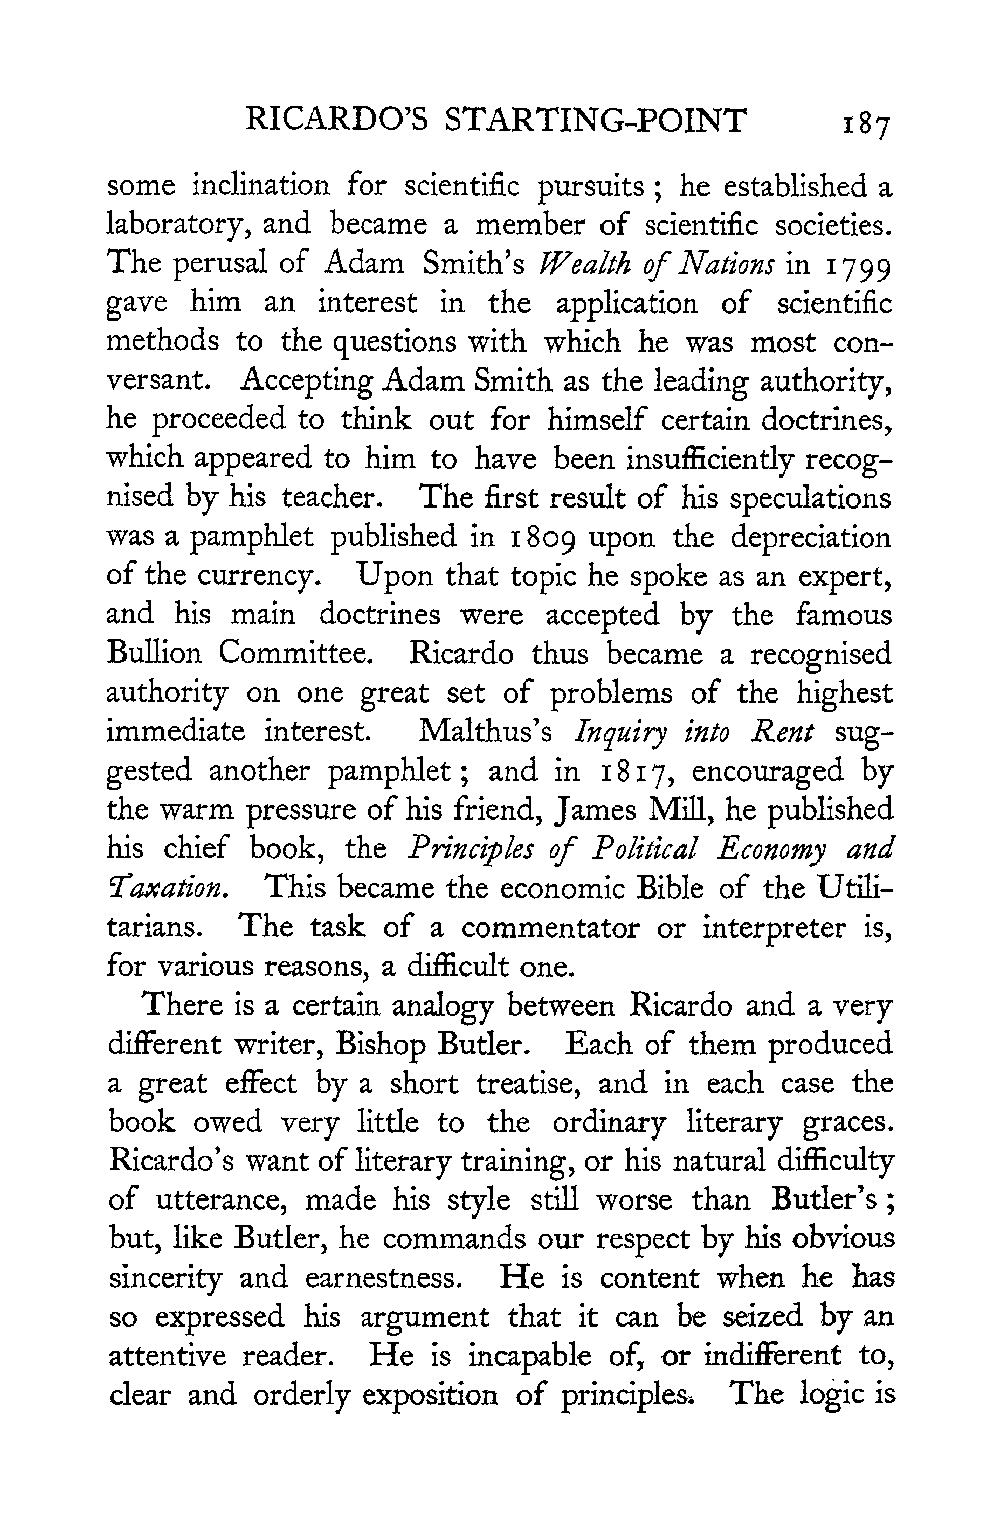 RICARDO'S STARTING-POINT 187
some inclination for scientific pursuits ; he established a
laboratory, and became a member of scientific societies.
The perusal of Adam Smith's Wealth of Nations in 1799
gave him an interest in the application of scientific
methods to the questions with which he was most con-
versant. Accepting Adam Smith as the leading authority,
he proceeded to think out for himself certain doctrines,
which appeared to him to have been insufficiently recog-
nised by his teacher. The first result of his speculations
was a pamphlet published in 1809 upon the depreciation
of the currency. Upon that topic he spoke as an expert,
and his main doctrines were accepted by the famous
Bullion Committee. Ricardo thus became a recognised
authority on one great set of problems of the highest
immediate interest. Malthus's Inquiry into Rent sug-
gested another pamphlet ; and in 1817, encouraged by
the warm pressure of his friend, James Mill, he published
his chief book, the Principles of Political Economy and
Taxation. This became the economic Bible of the Utili-
tarians. The task of a commentator or interpreter is,
for various reasons, a difficult one.
There is a certain analogy between Ricardo and a very
different writer, Bishop Butler. Each of them produced
a great effect by a short treatise, and in each case the
book owed very little to the ordinary literary graces.
Ricardo's want of literary training, or his natural difficulty
of utterance, made his style still worse than Butler's ;
but, like Butler, he commands our respect by his obvious
sincerity and earnestness. He is content when he has
so expressed his argument that it can be seized by an
attentive reader. He is incapable of, or indifferent to,
clear and orderly exposition of principles. The logic is